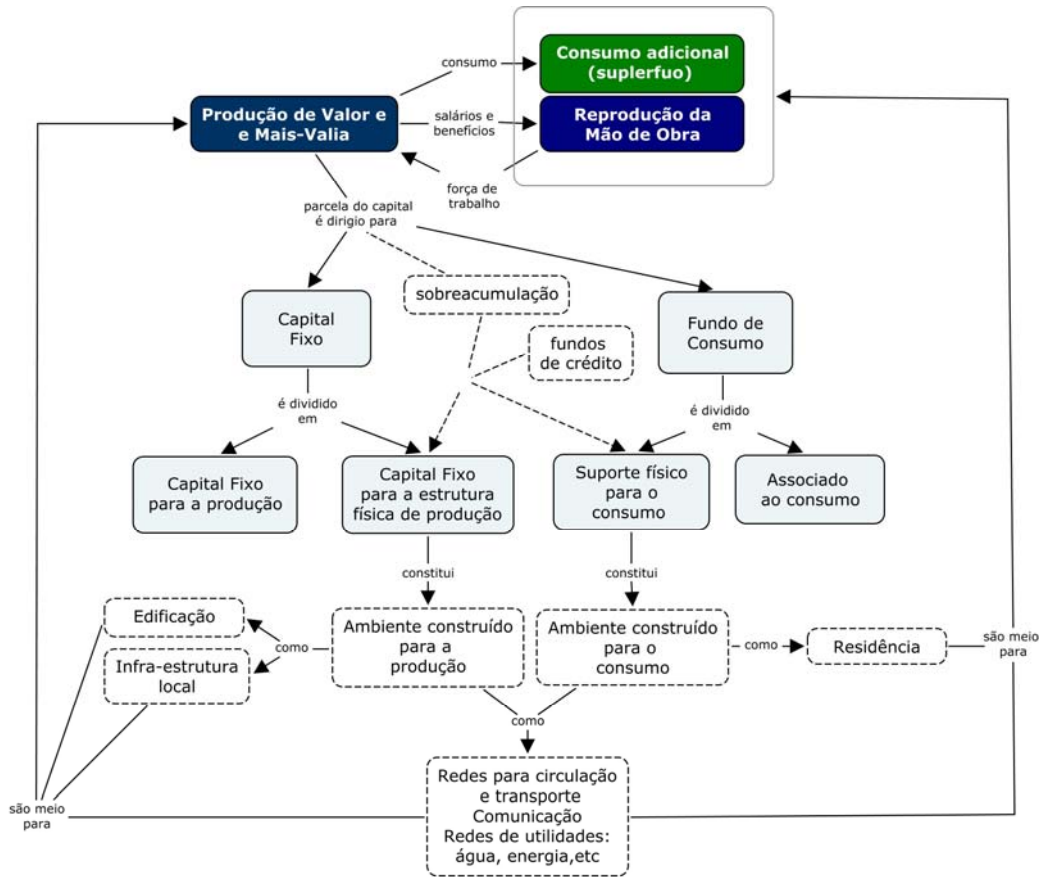 Consumo adicional
(suplerfuo)
consumo
Produção de Valor e
e Mais-Valia
salários e
benefícios
Reprodução da
Mão de Obra
força de
trabalho
parcela do capital
é dirigio para
sobreacumulação
Capital
Fixo
Fundo de
Consumo
fundos
de crédito
é dividido
em
é dividido
em
Capital Fixo
para a produção
Capital Fixo
para a estrutura
física de produção
Suporte físico
para o
consumo
Associado
ao consumo
constitui
constitui
Edificação
Infra-estrutura
local
como
Ambiente construído
para a
produção
Ambiente construído
para o
consumo
como
Residência
são meio
para
como
Redes para circulação
e transporte
Comunicação
Redes de utilidades:
água, energia,etc
são meio
para